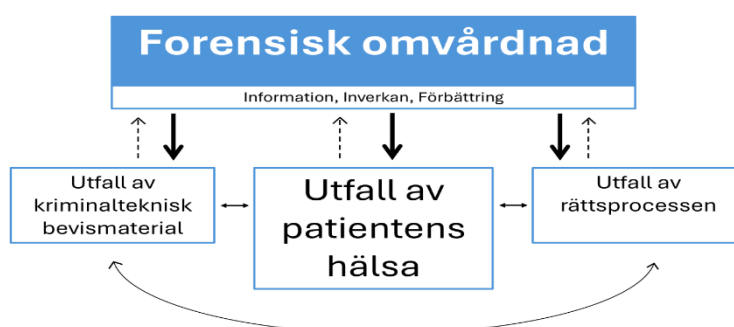 Forensisk omvårdnad
Information, Inverkan, Förbättring
Utfall av
kriminalteknisk
bevismaterial
Utfall av
patientens
hälsa
Utfall av
rättsprocessen